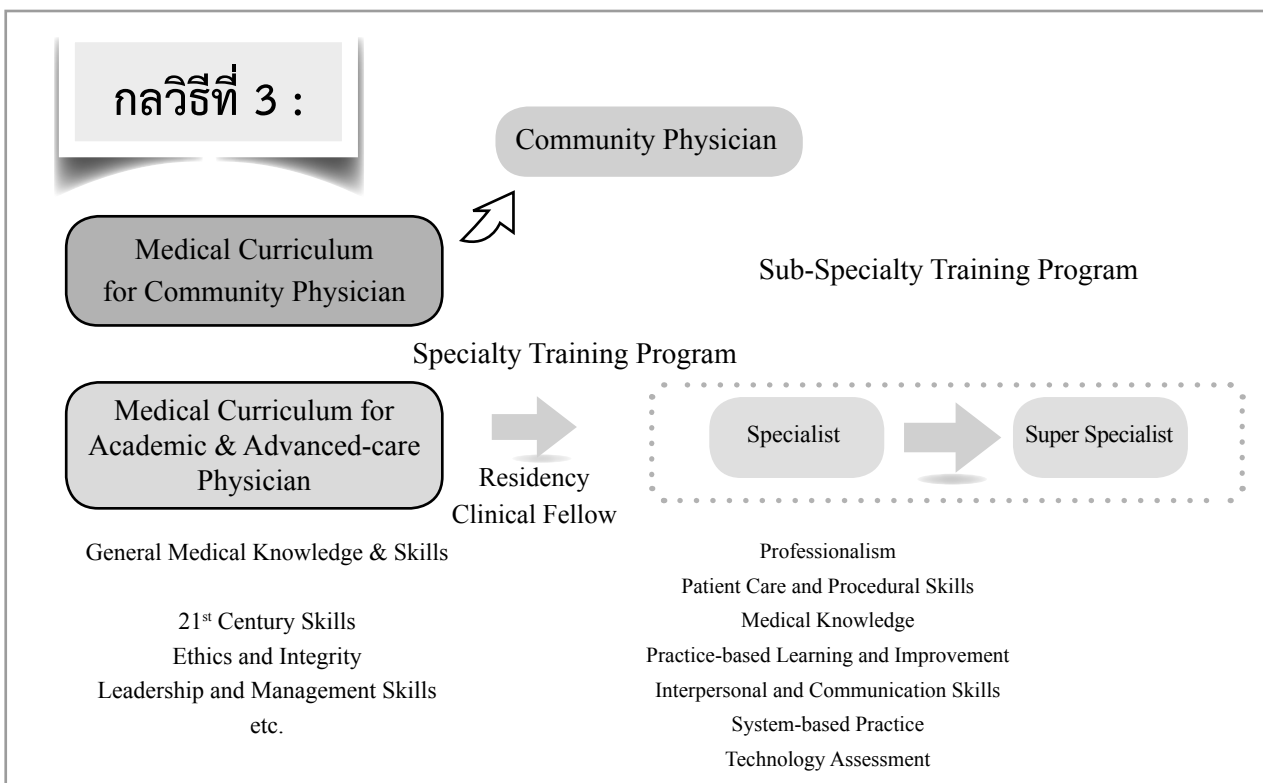 กลวิธีที่ 3 :
Community Physician
Medical Curriculum
for Community Physician
Sub-Specialty Training Program
Specialty Training Program
Medical Curriculum for
Academic & Advanced-care
Physician
Residency
Clinical Fellow
Specialist
Super Specialist
General Medical Knowledge & Skills
21st Century Skills
Ethics and Integrity
Leadership and Management Skills
etc.
Professionalism
Patient Care and Procedural Skills
Medical Knowledge
Practice-based Learning and Improvement
Interpersonal and Communication Skills
System-based Practice
Technology Assessment